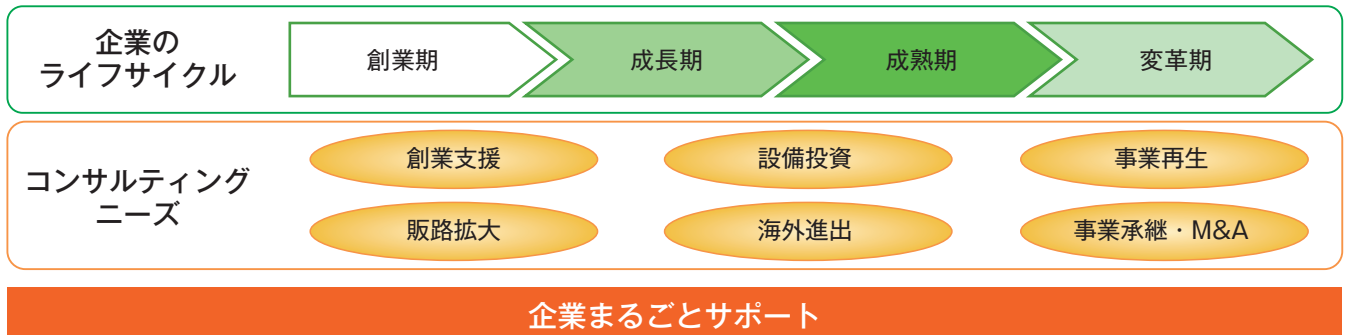 企業の
ライフサイクル
創業期
成長期
成熟期
変革期
コンサルティング
ニーズ
創業支援
設備投資
事業再生
販路拡大
海外進出
事業承継・M&A
企業まるごとサポート